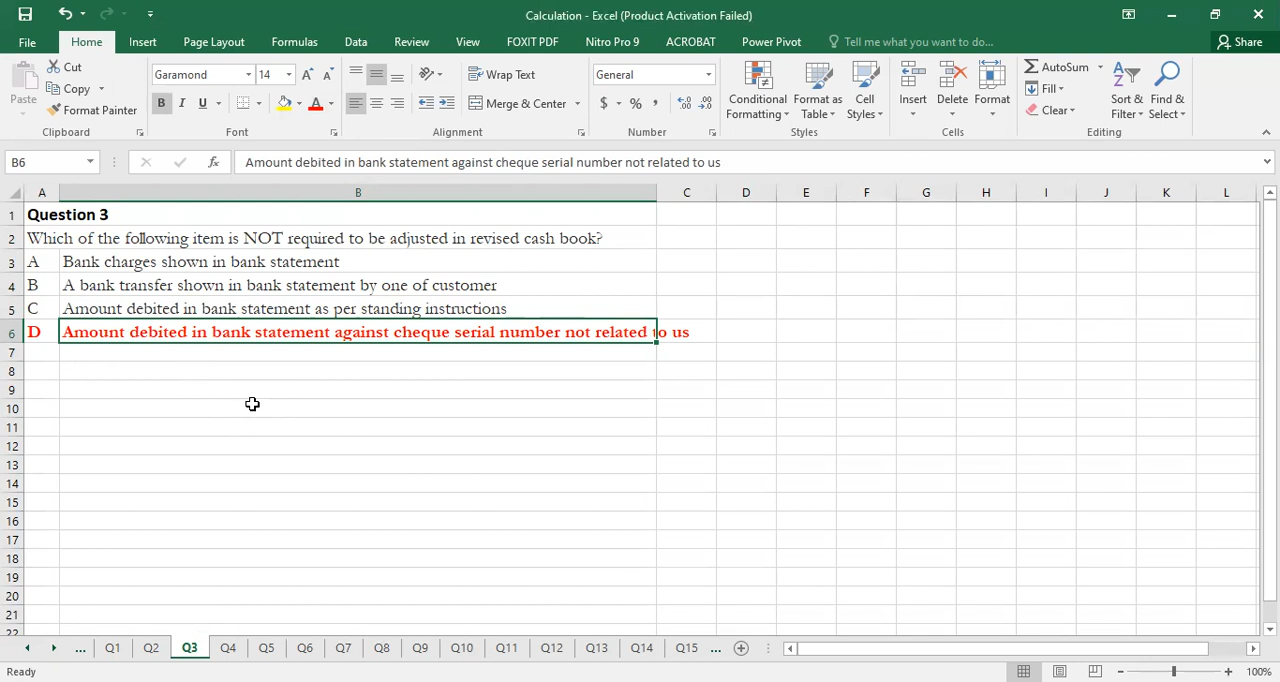 Calculation - Excel (Product Activation Failed)
File Home Insert Page Layout Formulas Data Review View FOXIT PDF Nitro Pro 9 ACROBAT Power Pivot Tell me what you want to do... Share
Paste Cut Copy Format Painter Clipboard
Garamond 14 B I U A Font
Wrap Text Merge & Center Alignment
General $ % , Number
Conditional Formatting Format as Table Cell Styles Styles
Insert Delete Format Cells
AutoSum Fill Clear Sort & Filter Find & Select Editing
B6 fx Amount debited in bank statement against cheque serial number not related to us
A B C D E F G H I J K L
1 Question 3
2 Which of the following item is NOT required to be adjusted in revised cash book?
3 A Bank charges shown in bank statement
4 B A bank transfer shown in bank statement by one of customer
5 C Amount debited in bank statement as per standing instructions
6 D Amount debited in bank statement against cheque serial number not related to us
7
8
9
10
11
12
13
14
15
16
17
18
19
20
21
22
... Q1 Q2 Q3 Q4 Q5 Q6 Q7 Q8 Q9 Q10 Q11 Q12 Q13 Q14 Q15 ...
Ready 100%